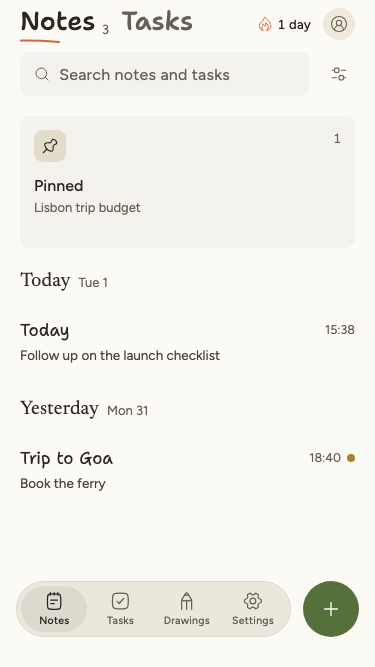 Notes 3 Tasks 1 day
Search notes and tasks
1
Pinned
Lisbon trip budget
Today Tue 1
Today 15:38
Follow up on the launch checklist
Yesterday Mon 31
Trip to Goa 18:40
Book the ferry
Notes Tasks Drawings Settings